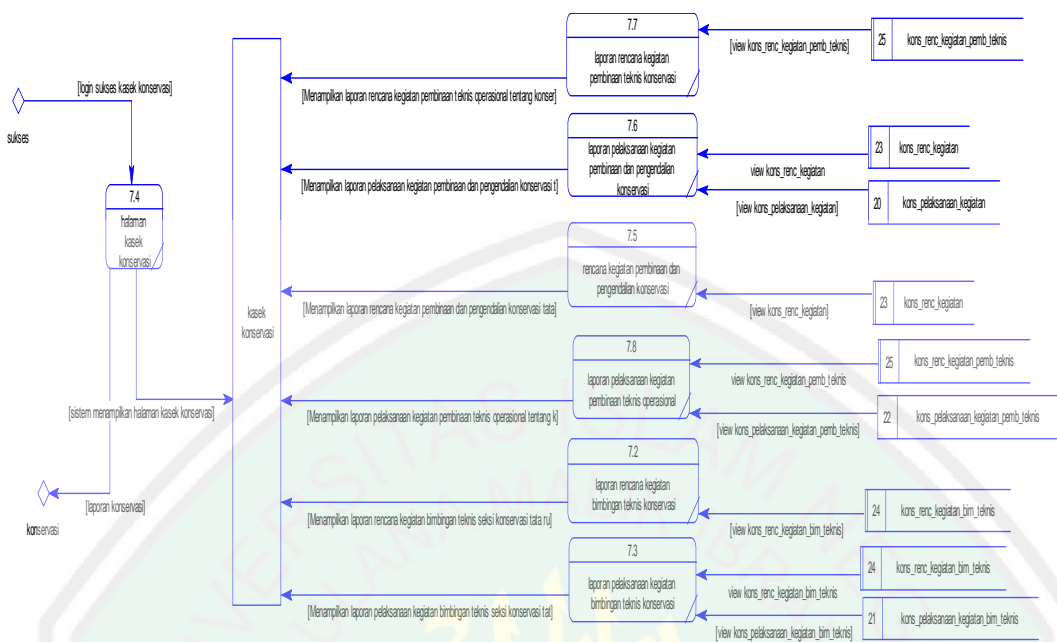 [login sukses kasek konservasi]
sukses
7.4
halaman
kasek
konservasi
[sistem menampilkan halaman kasek konservasi]
[laporan konservasi]
konservasi
kasek
konservasi
7.7
laporan rencana kegiatan
pembinaan teknis konservasi
[view kons_renc_kegiatan_pemb_teknis]
25 kons_renc_kegiatan_pemb_teknis
[Menampilkan laporan rencana kegiatan pembinaan teknis operasional tentang konser]
7.6
laporan pelaksanaan kegiatan
pembinaan dan pengendalian
konservasi
23 kons_renc_kegiatan
view kons_renc_kegiatan
20 kons_pelaksanaan_kegiatan
[view kons_pelaksanaan_kegiatan]
[Menampilkan laporan pelaksanaan kegiatan pembinaan dan pengendalian konservasi t]
7.5
rencana kegiatan pembinaan dan
pengendalian konservasi
[view kons_renc_kegiatan]
23 kons_renc_kegiatan
[Menampilkan laporan rencana kegiatan pembinaan dan pengendalian konservasi tata]
7.8
laporan pelaksanaan kegiatan
pembinaan teknis operasional
25 kons_renc_kegiatan_pemb_teknis
view kons_renc_kegiatan_pemb_teknis
22 kons_pelaksanaan_kegiatan_pemb_teknis
[view kons_pelaksanaan_kegiatan_pemb_teknis]
[Menampilkan laporan pelaksanaan kegiatan pembinaan teknis operasional tentang k]
7.2
laporan rencana kegiatan
bimbingan teknis konservasi
24 kons_renc_kegiatan_bim_teknis
[view kons_renc_kegiatan_bim_teknis]
[Menampilkan laporan rencana kegiatan bimbingan teknis seksi konservasi tata ru]
7.3
laporan pelaksanaan kegiatan
bimbingan teknis konservasi
24 kons_renc_kegiatan_bim_teknis
view kons_renc_kegiatan_bim_teknis
21 kons_pelaksanaan_kegiatan_bim_teknis
[view kons_pelaksanaan_kegiatan_bim_teknis]
[Menampilkan laporan pelaksanaan kegiatan bimbingan teknis seksi konservasi tat]